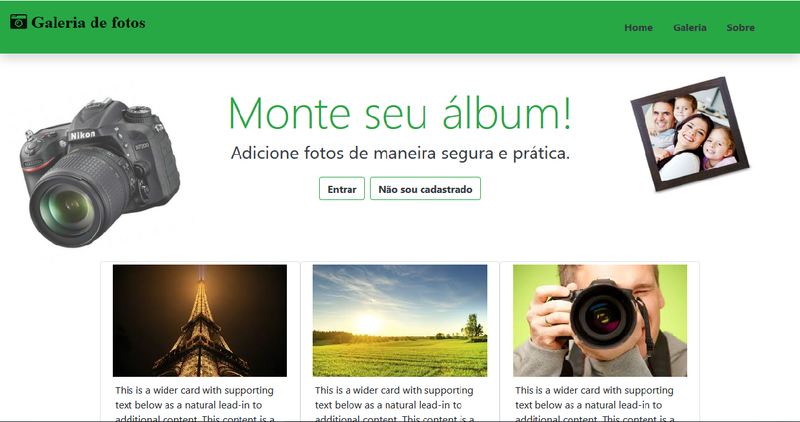 Galeria de fotos
Home Galeria Sobre
Monte seu álbum!
Nikon
Adicione fotos de maneira segura e prática.
Entrar Não sou cadastrado
This is a wider card with supporting
text below as a natural lead-in to
additional content. This content is a
This is a wider card with supporting
text below as a natural lead-in to
additional content. This content is a
This is a wider card with supporting
text below as a natural lead-in to
additional content. This content is a